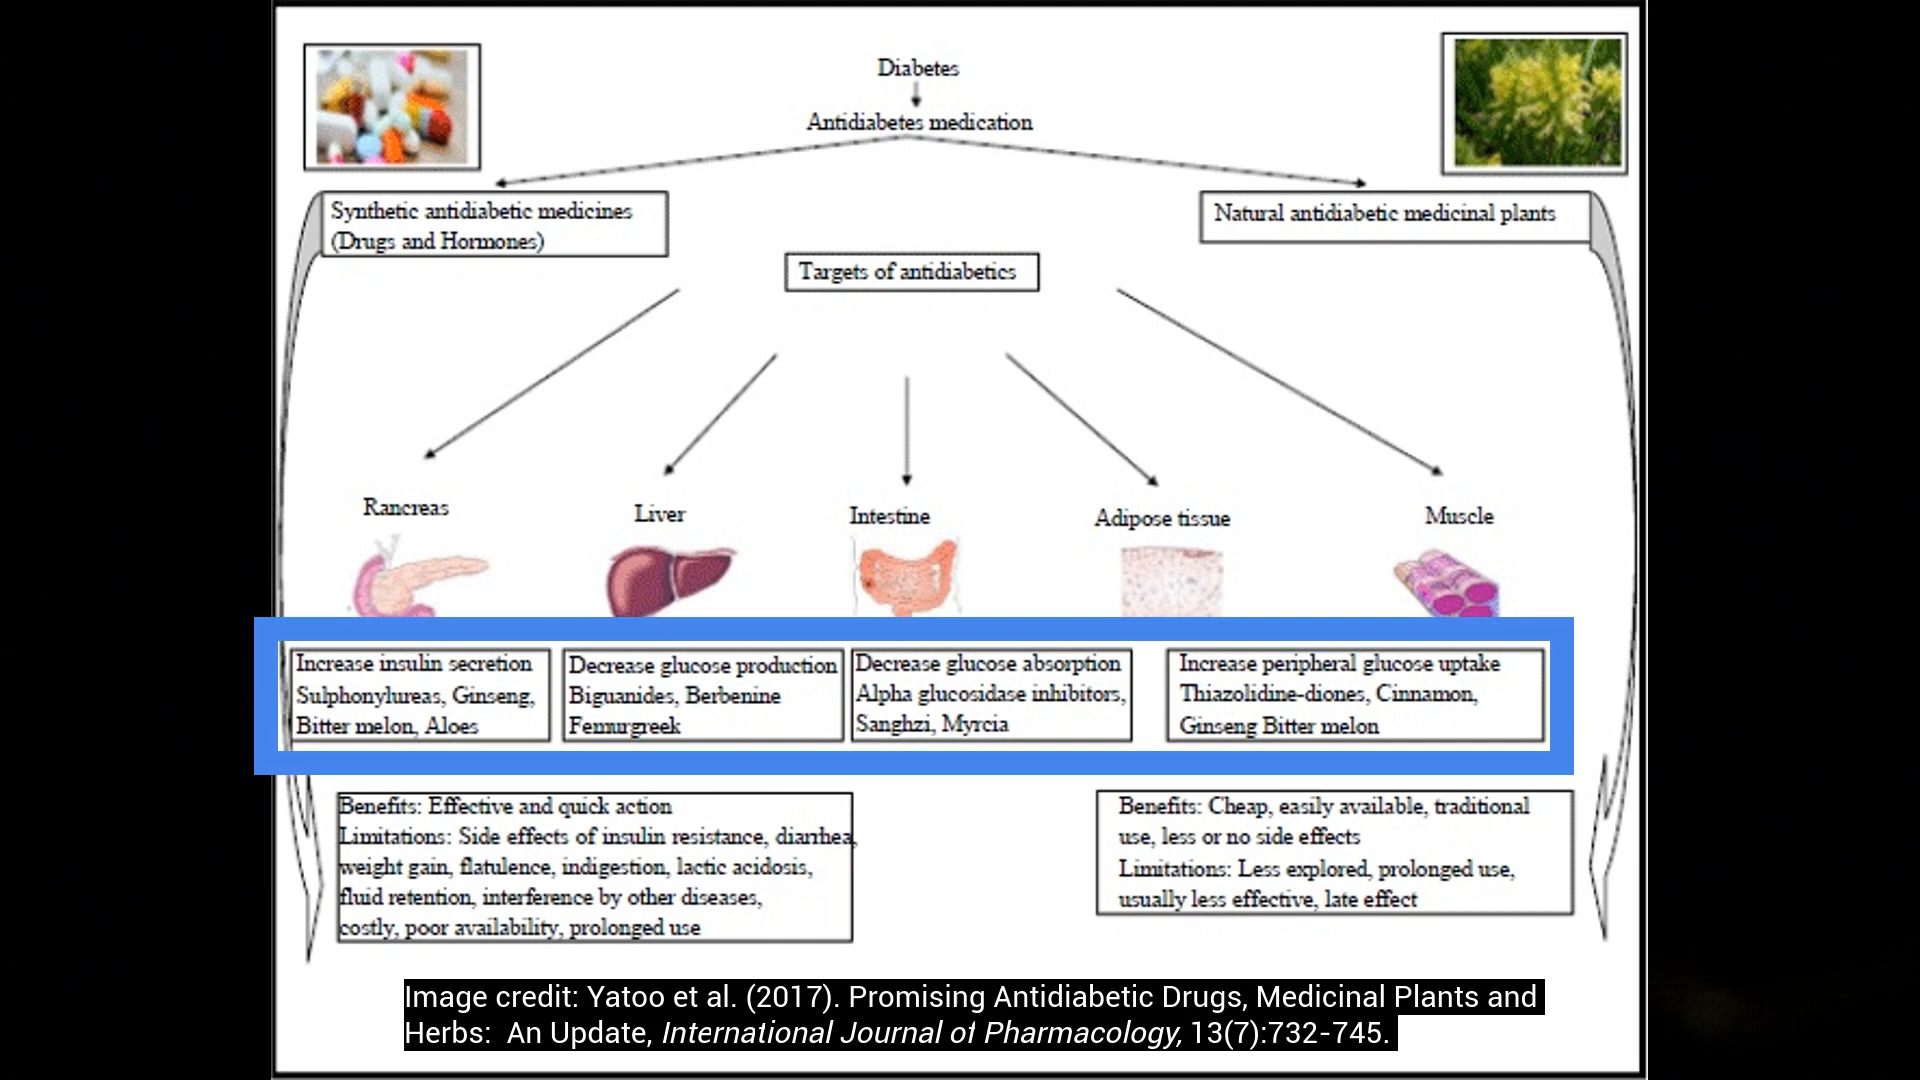 Diabetes
Antidiabetes medication
Synthetic antidiabetic medicines
(Drugs and Hormones)
Natural antidiabetic medicinal plants
Targets of antidiabetics
Rancreas
Liver
Intestine
Adipose tissue
Muscle
Increase insulin secretion
Sulphonylureas, Ginseng,
Bitter melon, Aloes
Decrease glucose production
Biguanides, Berbenine
Femurgreek
Decrease glucose absorption
Alpha glucosidase inhibitors,
Sanghzi, Myrcia
Increase peripheral glucose uptake
Thiazolidine-diones, Cinnamon,
Ginseng Bitter melon
Benefits: Effective and quick action
Limitations: Side effects of insulin resistance, diarrhea,
weight gain, flatulence, indigestion, lactic acidosis,
fluid retention, interference by other diseases,
costly, poor availability, prolonged use
Benefits: Cheap, easily available, traditional
use, less or no side effects
Limitations: Less explored, prolonged use,
usually less effective, late effect
Image credit: Yatoo et al. (2017). Promising Antidiabetic Drugs, Medicinal Plants and
Herbs:  An Update, International Journal of Pharmacology, 13(7):732-745.